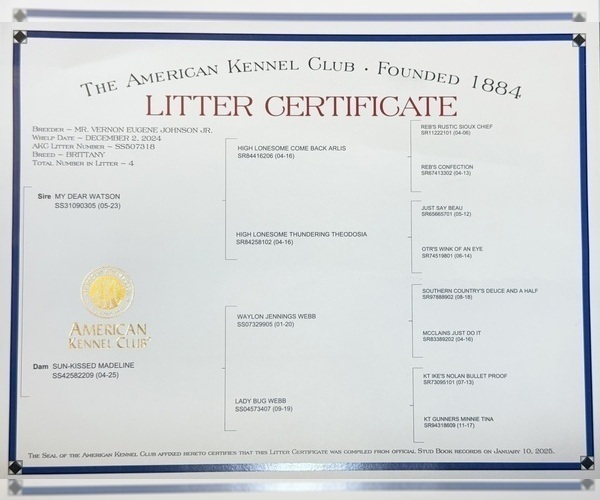 The American Kennel Club · Founded 1884
LITTER CERTIFICATE
Breeder – MR. VERNON EUGENE JOHNSON JR.
Whelp Date – DECEMBER 2, 2024
AKC Litter Number – SS507318
Breed – BRITTANY
Total Number in Litter – 4
Sire MY DEAR WATSON
SS31090305 (05-23)
HIGH LONESOME COME BACK ARLIS
SR84416206 (04-16)
REB'S RUSTIC SIOUX CHIEF
SR11222101 (04-06)
REB'S CONFECTION
SR67413302 (04-13)
HIGH LONESOME THUNDERING THEODOSIA
SR84258102 (04-16)
JUST SAY BEAU
SR65665701 (05-12)
OTR'S WINK OF AN EYE
SR74519801 (06-14)
AMERICAN
KENNEL CLUB
Dam SUN-KISSED MADELINE
SS42582209 (04-25)
WAYLON JENNINGS WEBB
SS07329905 (01-20)
SOUTHERN COUNTRY'S DEUCE AND A HALF
SR97888902 (08-18)
MCCLAINS JUST DO IT
SR83389202 (04-16)
LADY BUG WEBB
SS04573407 (09-19)
KT IKE'S NOLAN BULLET PROOF
SR73095101 (07-13)
KT GUNNERS MINNIE TINA
SR94318609 (11-17)
The Seal of the American Kennel Club affixed hereto certifies that this Litter Certificate was compiled from official Stud Book records on January 10, 2025.